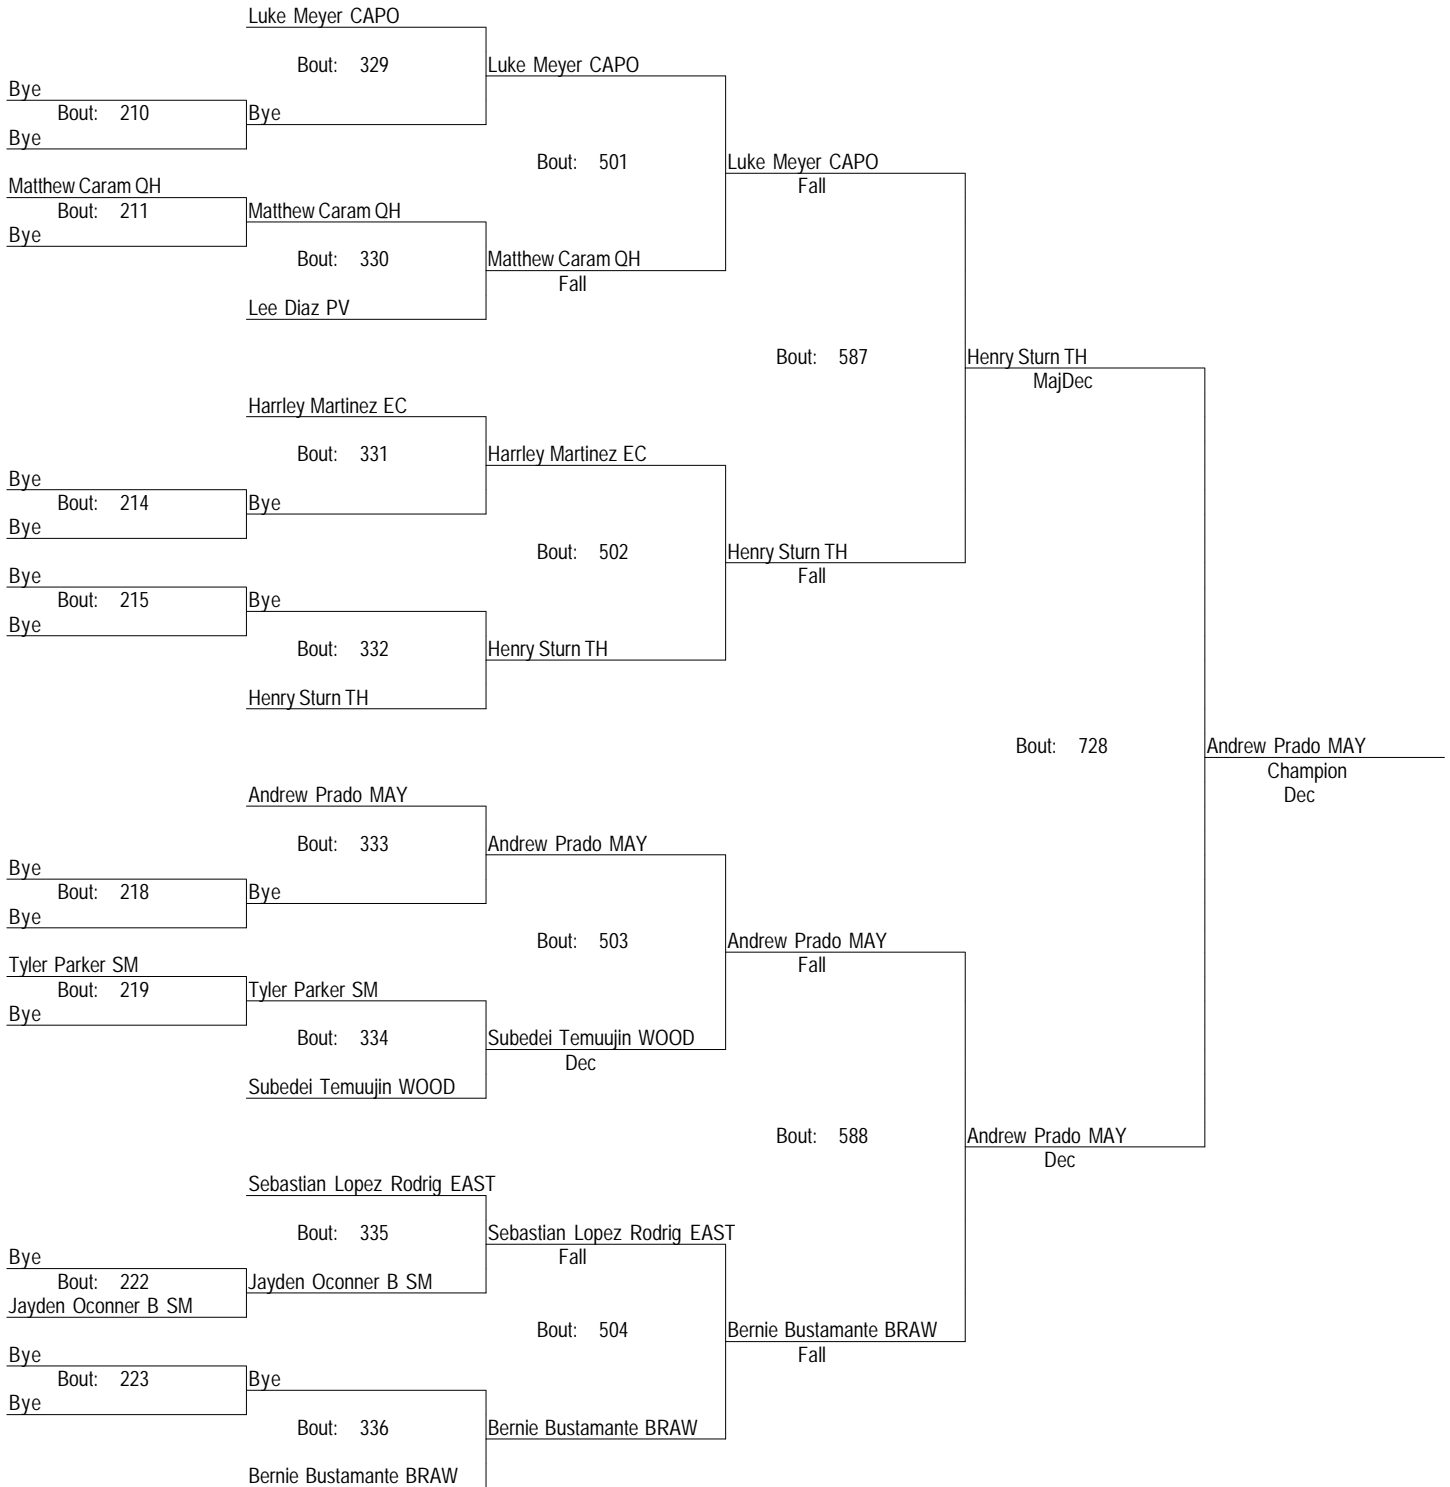 Luke Meyer CAPO
Bout: 329
Luke Meyer CAPO
Bye
Bout: 210
Bye
Bye
Bout: 501
Luke Meyer CAPO
Fall
Matthew Caram QH
Bout: 211
Matthew Caram QH
Bye
Bout: 330
Matthew Caram QH
Fall
Lee Diaz PV
Bout: 587
Henry Sturn TH
MajDec
Harrley Martinez EC
Bout: 331
Harrley Martinez EC
Bye
Bout: 214
Bye
Bye
Bout: 502
Henry Sturn TH
Fall
Bye
Bout: 215
Bye
Bye
Bout: 332
Henry Sturn TH
Henry Sturn TH
Bout: 728
Andrew Prado MAY
Champion
Dec
Andrew Prado MAY
Bout: 333
Andrew Prado MAY
Bye
Bout: 218
Bye
Bye
Bout: 503
Andrew Prado MAY
Fall
Tyler Parker SM
Bout: 219
Tyler Parker SM
Bye
Bout: 334
Subedei Temuujin WOOD
Dec
Subedei Temuujin WOOD
Bout: 588
Andrew Prado MAY
Dec
Sebastian Lopez Rodrig EAST
Bout: 335
Sebastian Lopez Rodrig EAST
Fall
Bye
Bout: 222
Jayden Oconner B SM
Jayden Oconner B SM
Bout: 504
Bernie Bustamante BRAW
Fall
Bye
Bout: 223
Bye
Bye
Bout: 336
Bernie Bustamante BRAW
Bernie Bustamante BRAW